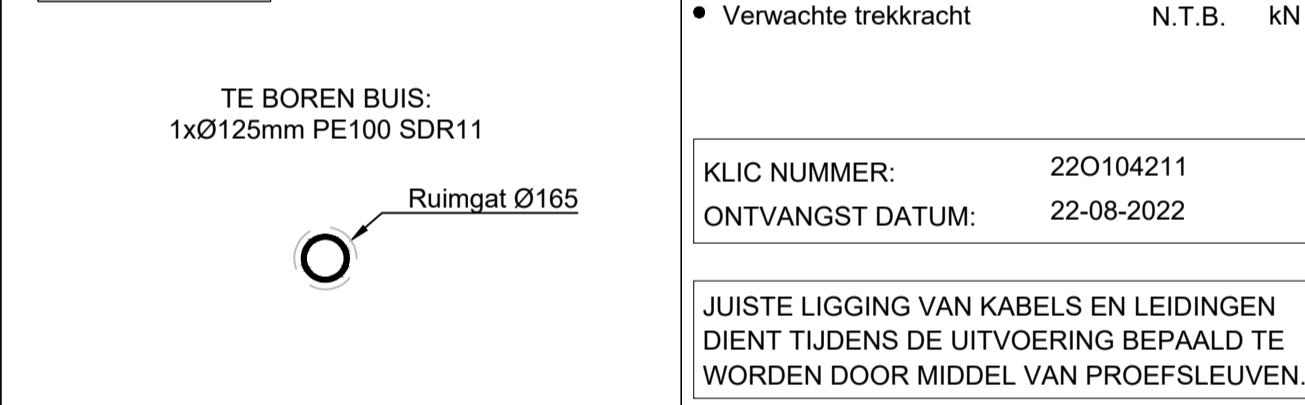 TE BOREN BUIS:
1xØ125mm PE100 SDR11
Ruimgat Ø165
• Verwachte trekkracht N.T.B. kN
KLIC NUMMER: 22O104211
ONTVANGST DATUM: 22-08-2022
JUISTE LIGGING VAN KABELS EN LEIDINGEN
DIENT TIJDENS DE UITVOERING BEPAALD TE
WORDEN DOOR MIDDEL VAN PROEFSLEUVEN.